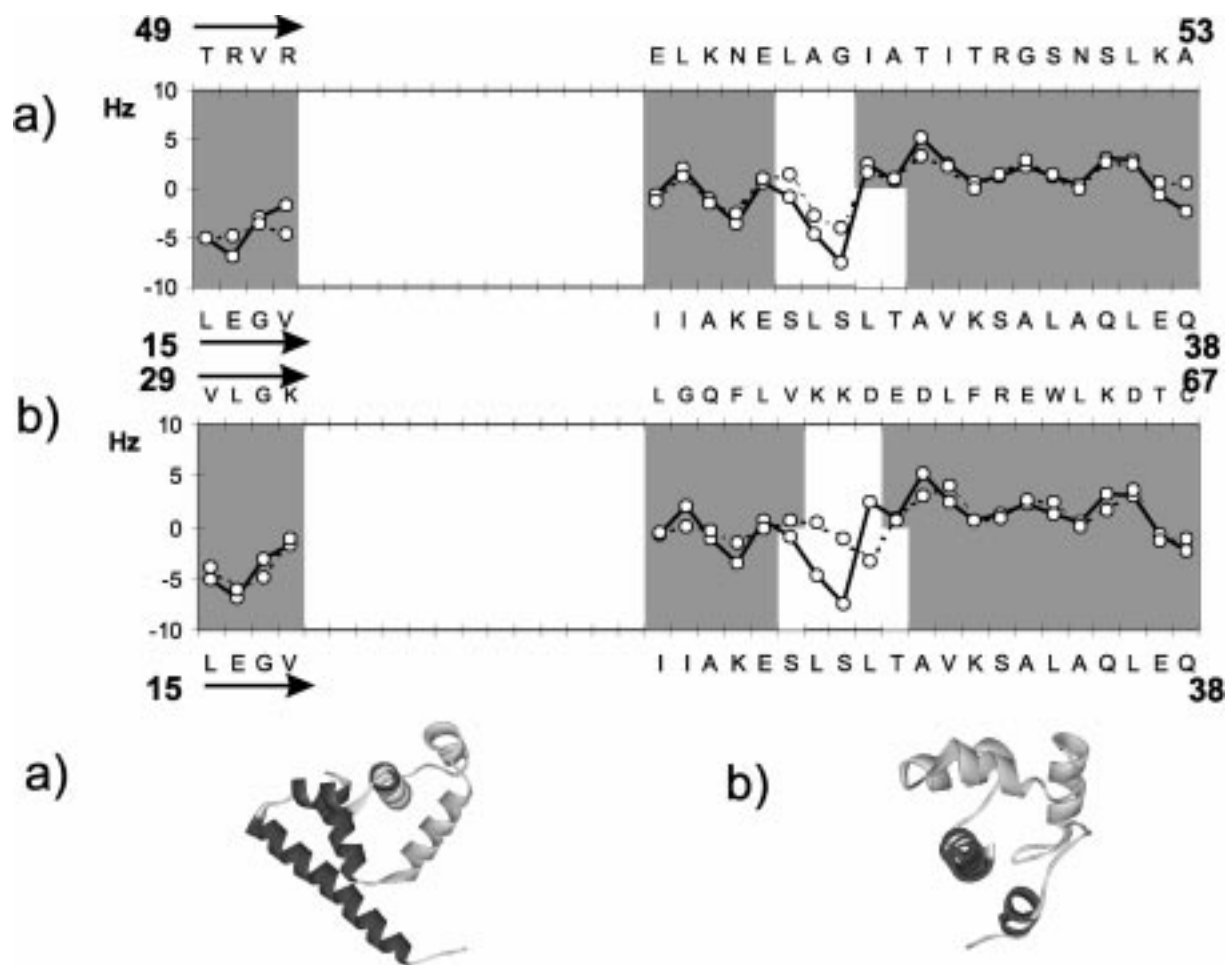 49 53
T R V R E L K N E L A G I A T I T R G S N S L K A
a) Hz
10
5
0
-5
-10
L E G V I I A K E S L S L T A V K S A L A Q L E Q
15 38
29 67
V L G K L G Q F L V K K D E D L F R E W L K D T C
b) Hz
10
5
0
-5
-10
L E G V I I A K E S L S L T A V K S A L A Q L E Q
15 38
a) b)